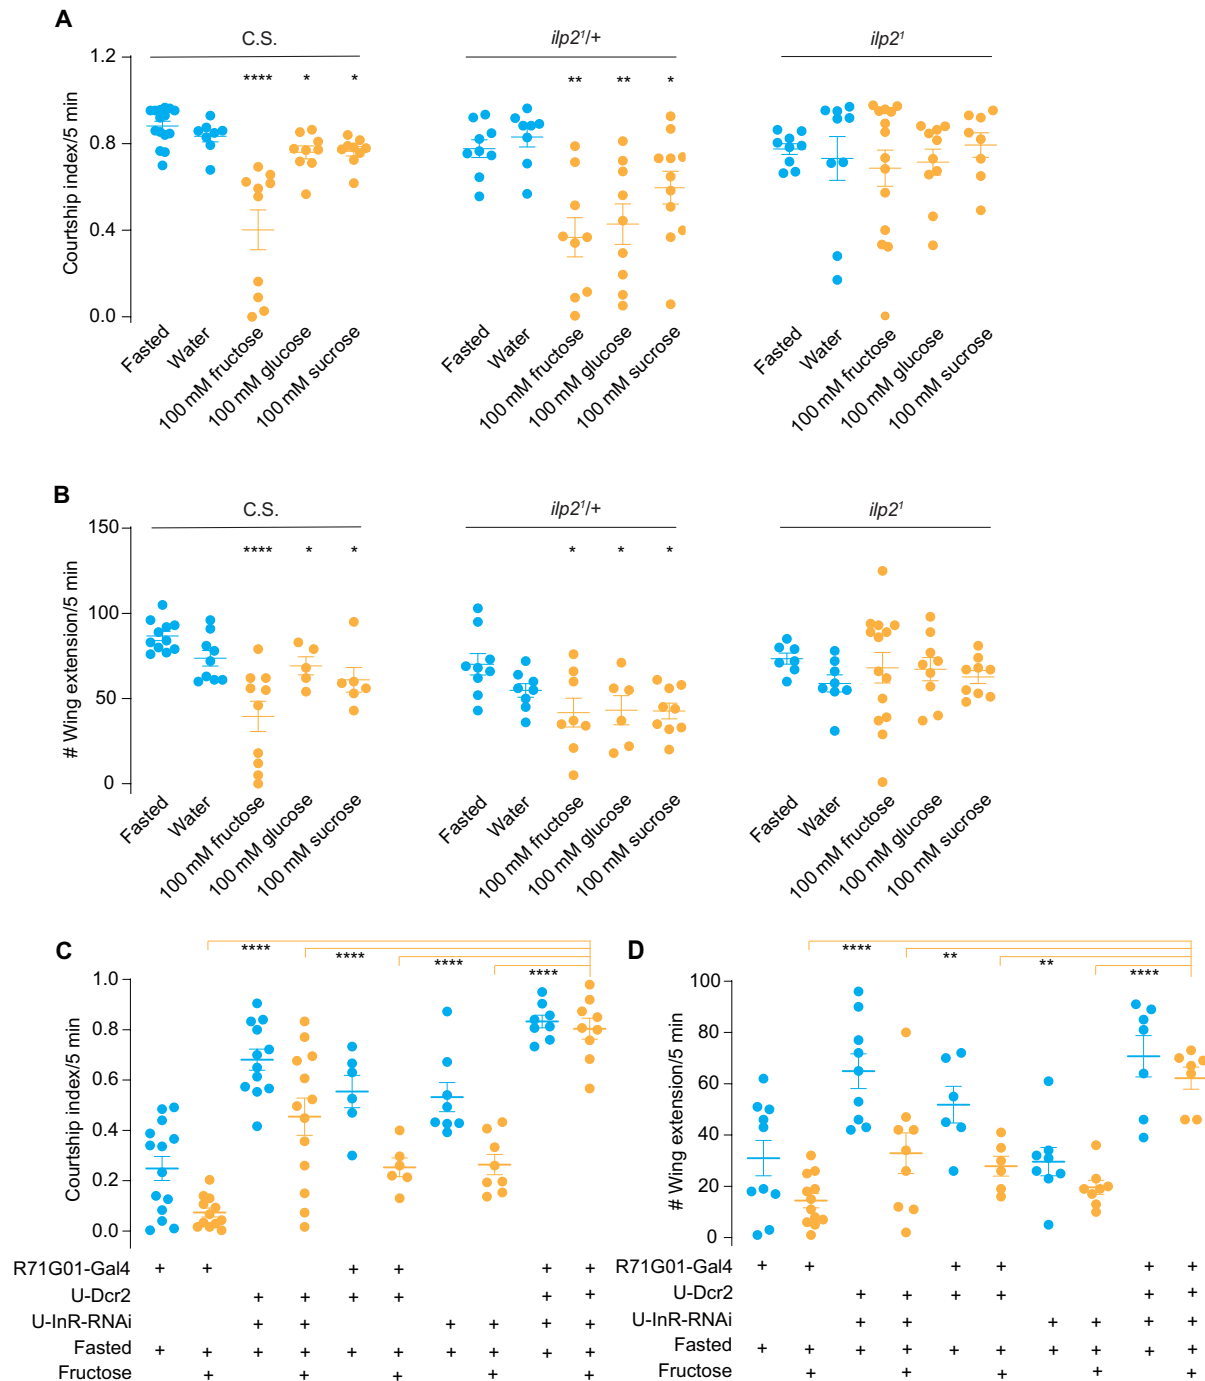 A
C.S. ilp2¹/+ ilp2¹
Courtship index/5 min
1.2
0.8
0.4
0.0
**** * * ** ** *
Fasted Water 100 mM fructose 100 mM glucose 100 mM sucrose
Fasted Water 100 mM fructose 100 mM glucose 100 mM sucrose
Fasted Water 100 mM fructose 100 mM glucose 100 mM sucrose
B
C.S. ilp2¹/+ ilp2¹
# Wing extension/5 min
150
100
50
0
**** * * * * *
Fasted Water 100 mM fructose 100 mM glucose 100 mM sucrose
Fasted Water 100 mM fructose 100 mM glucose 100 mM sucrose
Fasted Water 100 mM fructose 100 mM glucose 100 mM sucrose
C
**** **** **** ****
Courtship index/5 min
1.0
0.8
0.6
0.4
0.2
0.0
R71G01-Gal4 + + + + + +
U-Dcr2 + + + + + +
U-InR-RNAi + + + + + +
Fasted + + + + + + + + + +
Fructose + + + + +
D
**** ** ** ****
# Wing extension/5 min
100
80
60
40
20
0
R71G01-Gal4 + + + + + +
U-Dcr2 + + + + + +
U-InR-RNAi + + + + + +
Fasted + + + + + + + + + +
Fructose + + + + +